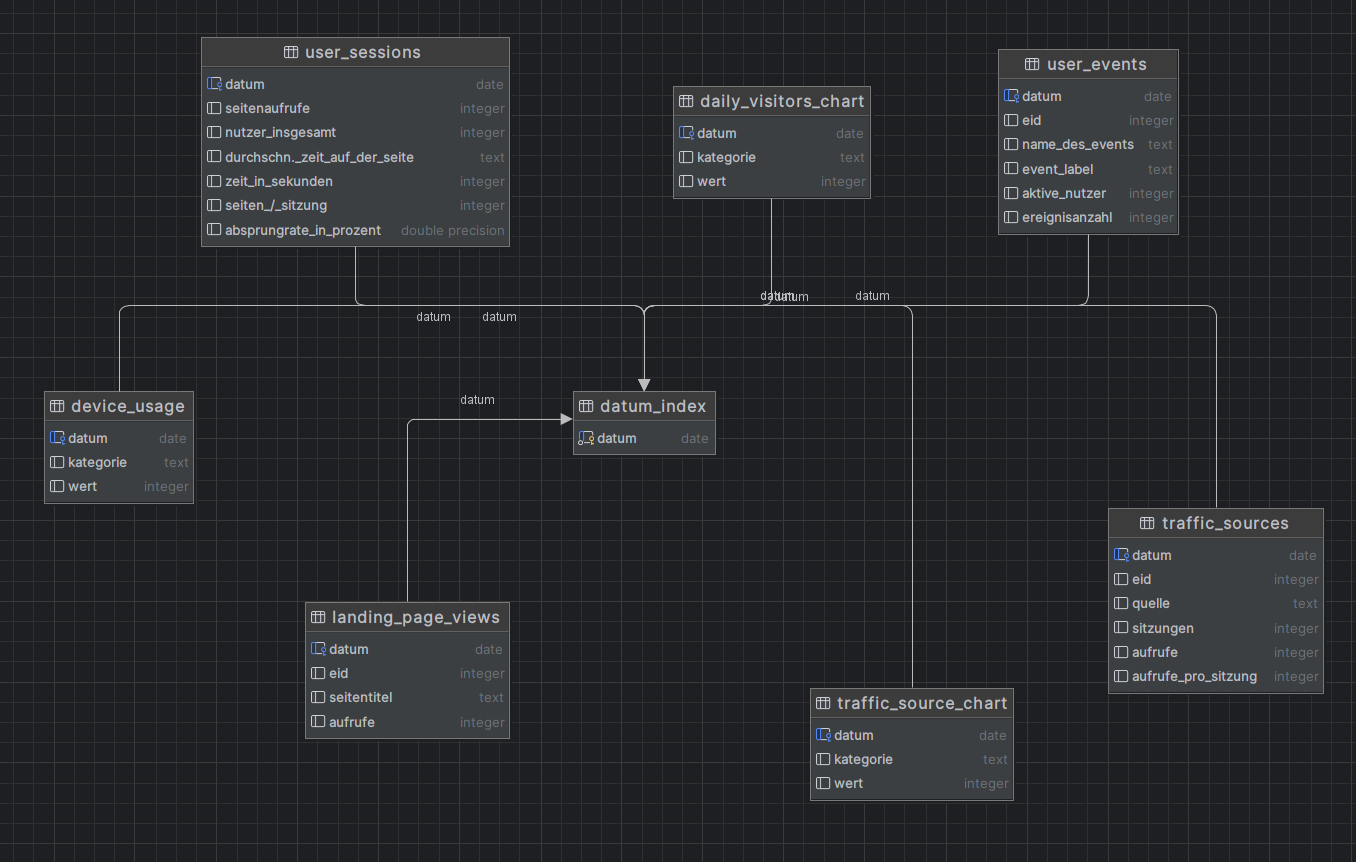 user_sessions
datum date
seitenaufrufe integer
nutzer_insgesamt integer
durchschn._zeit_auf_der_seite text
zeit_in_sekunden integer
seiten_/_sitzung integer
absprungrate_in_prozent double precision
daily_visitors_chart
datum date
kategorie text
wert integer
user_events
datum date
eid integer
name_des_events text
event_label text
aktive_nutzer integer
ereignisanzahl integer
datum
datum
datum
datum
datum
datum
device_usage
datum date
kategorie text
wert integer
datum_index
datum date
landing_page_views
datum date
eid integer
seitentitel text
aufrufe integer
traffic_source_chart
datum date
kategorie text
wert integer
traffic_sources
datum date
eid integer
quelle text
sitzungen integer
aufrufe integer
aufrufe_pro_sitzung integer